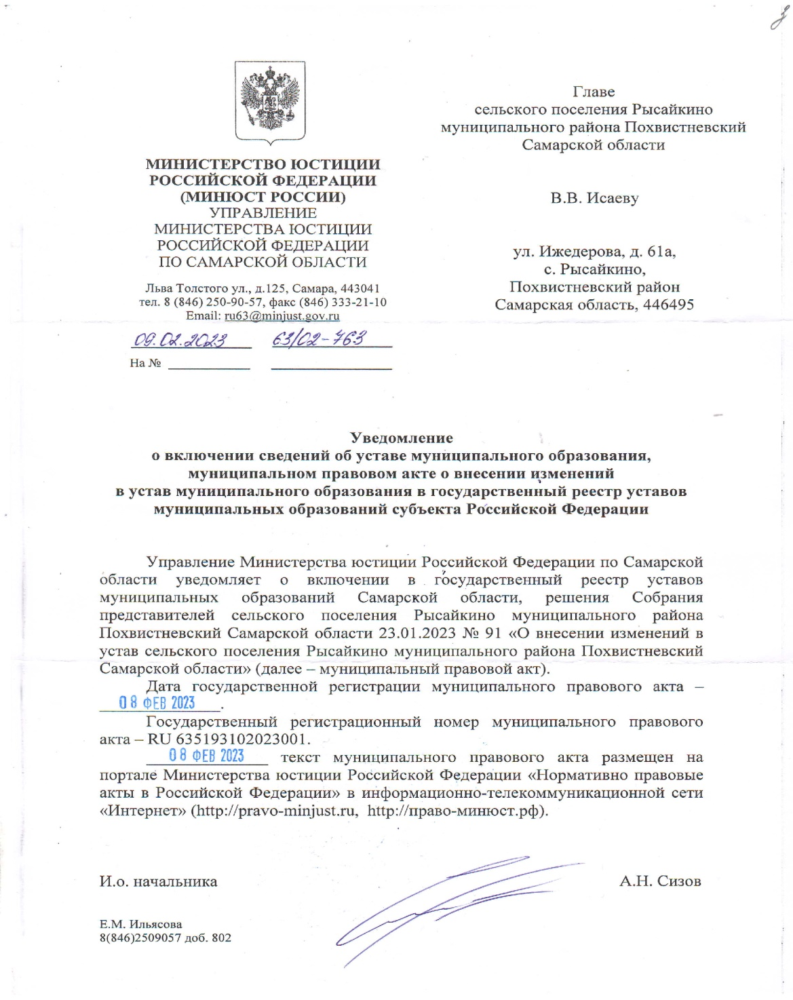 МИНИСТЕРСТВО ЮСТИЦИИ
РОССИЙСКОЙ ФЕДЕРАЦИИ
(МИНЮСТ РОССИИ)
УПРАВЛЕНИЕ
МИНИСТЕРСТВА ЮСТИЦИИ
РОССИЙСКОЙ ФЕДЕРАЦИИ
ПО САМАРСКОЙ ОБЛАСТИ
Льва Толстого ул., д.125, Самара, 443041
тел. 8 (846) 250-90-57, факс (846) 333-21-10
Email: ru63@minjust.gov.ru
09.02.2023 63/02-763
На №
Главе
сельского поселения Рысайкино
муниципального района Похвистневский
Самарской области
В.В. Исаеву
ул. Ижедерова, д. 61а,
с. Рысайкино,
Похвистневский район
Самарская область, 446495
Уведомление
о включении сведений об уставе муниципального образования,
муниципальном правовом акте о внесении изменений
в устав муниципального образования в государственный реестр уставов
муниципальных образований субъекта Российской Федерации
Управление Министерства юстиции Российской Федерации по Самарской
области уведомляет о включении в государственный реестр уставов
муниципальных образований Самарской области, решения Собрания
представителей сельского поселения Рысайкино муниципального района
Похвистневский Самарской области 23.01.2023 № 91 «О внесении изменений в
устав сельского поселения Рысайкино муниципального района Похвистневский
Самарской области» (далее – муниципальный правовой акт).
Дата государственной регистрации муниципального правового акта –
08 ФЕВ 2023.
Государственный регистрационный номер муниципального правового
акта – RU 635193102023001.
08 ФЕВ 2023 текст муниципального правового акта размещен на
портале Министерства юстиции Российской Федерации «Нормативно правовые
акты в Российской Федерации» в информационно-телекоммуникационной сети
«Интернет» (http://pravo-minjust.ru, http://право-минюст.рф).
И.о. начальника А.Н. Сизов
Е.М. Ильясова
8(846)2509057 доб. 802